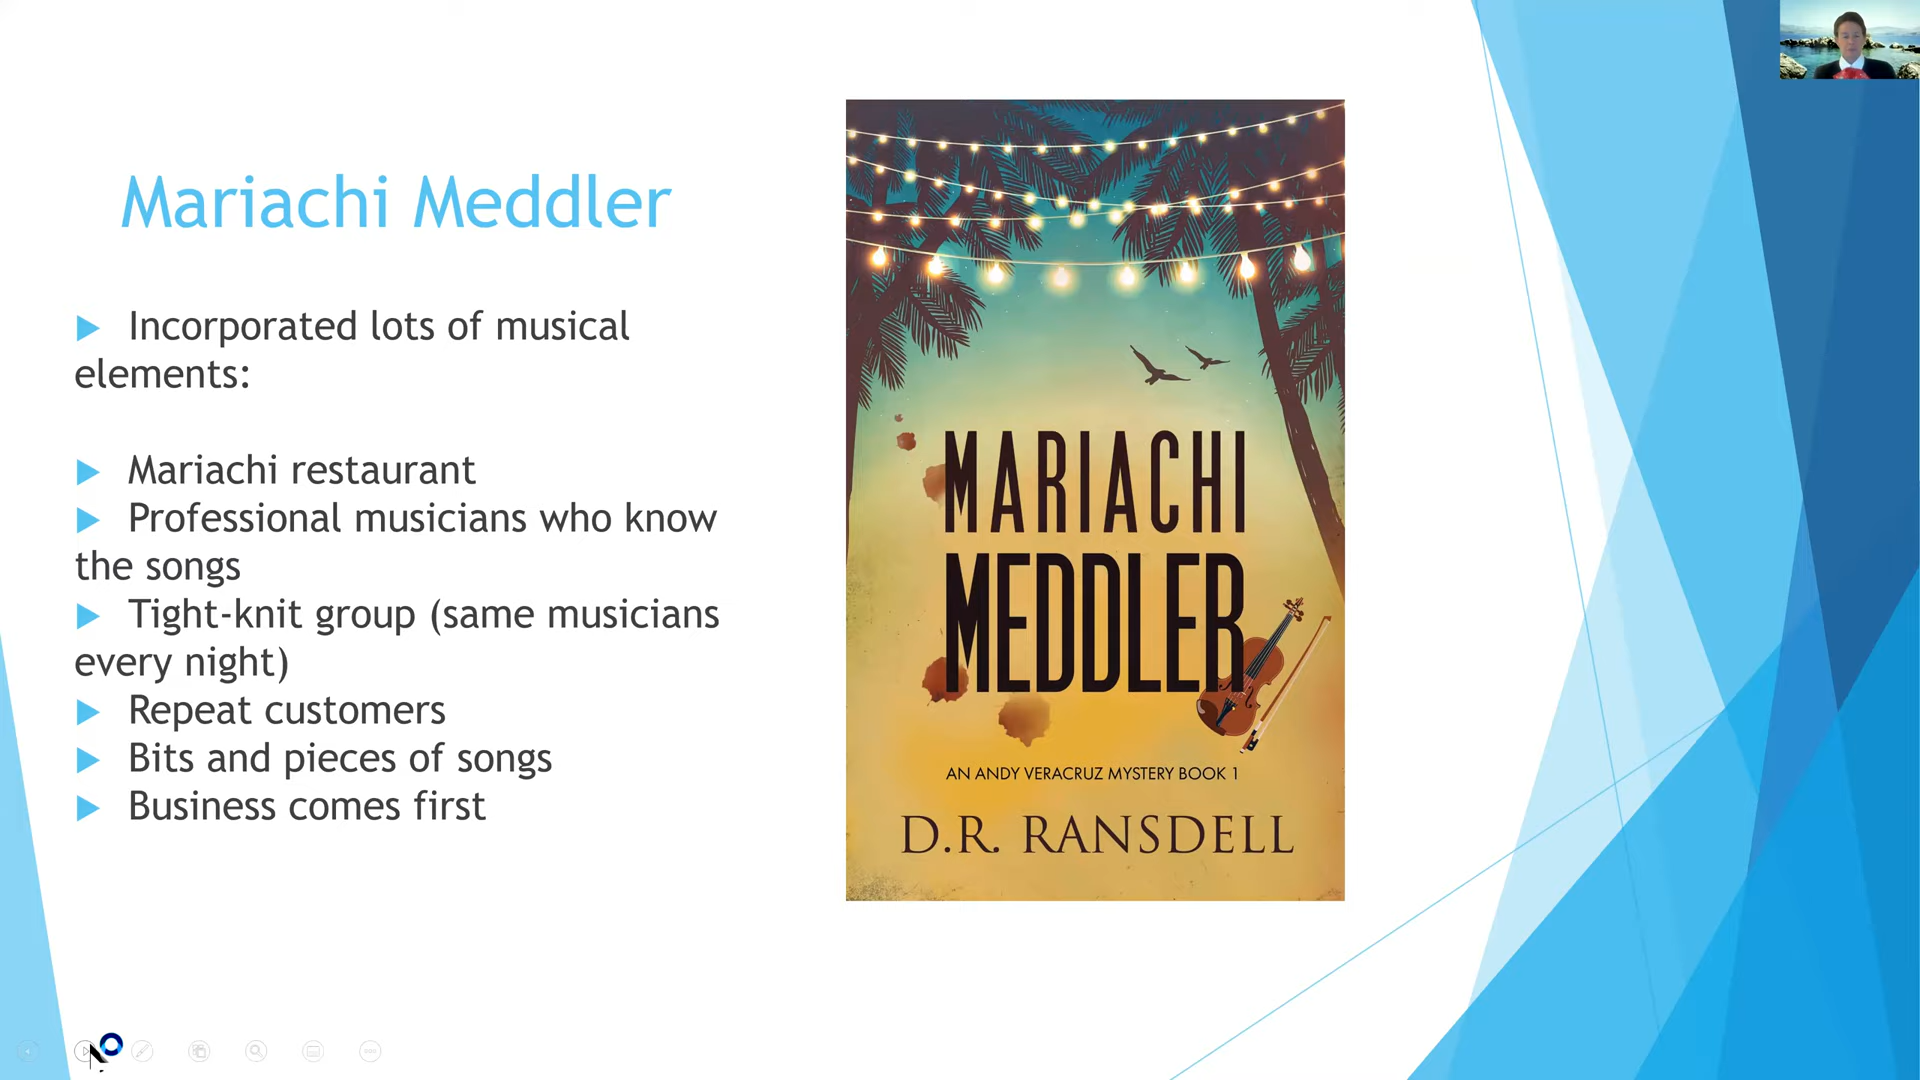 Mariachi Meddler
Incorporated lots of musical
elements:
Mariachi restaurant
Professional musicians who know
the songs
Tight-knit group (same musicians
every night)
Repeat customers
Bits and pieces of songs
Business comes first
MARIACHI
MEDDLER
AN ANDY VERACRUZ MYSTERY BOOK 1
D.R. RANSDELL